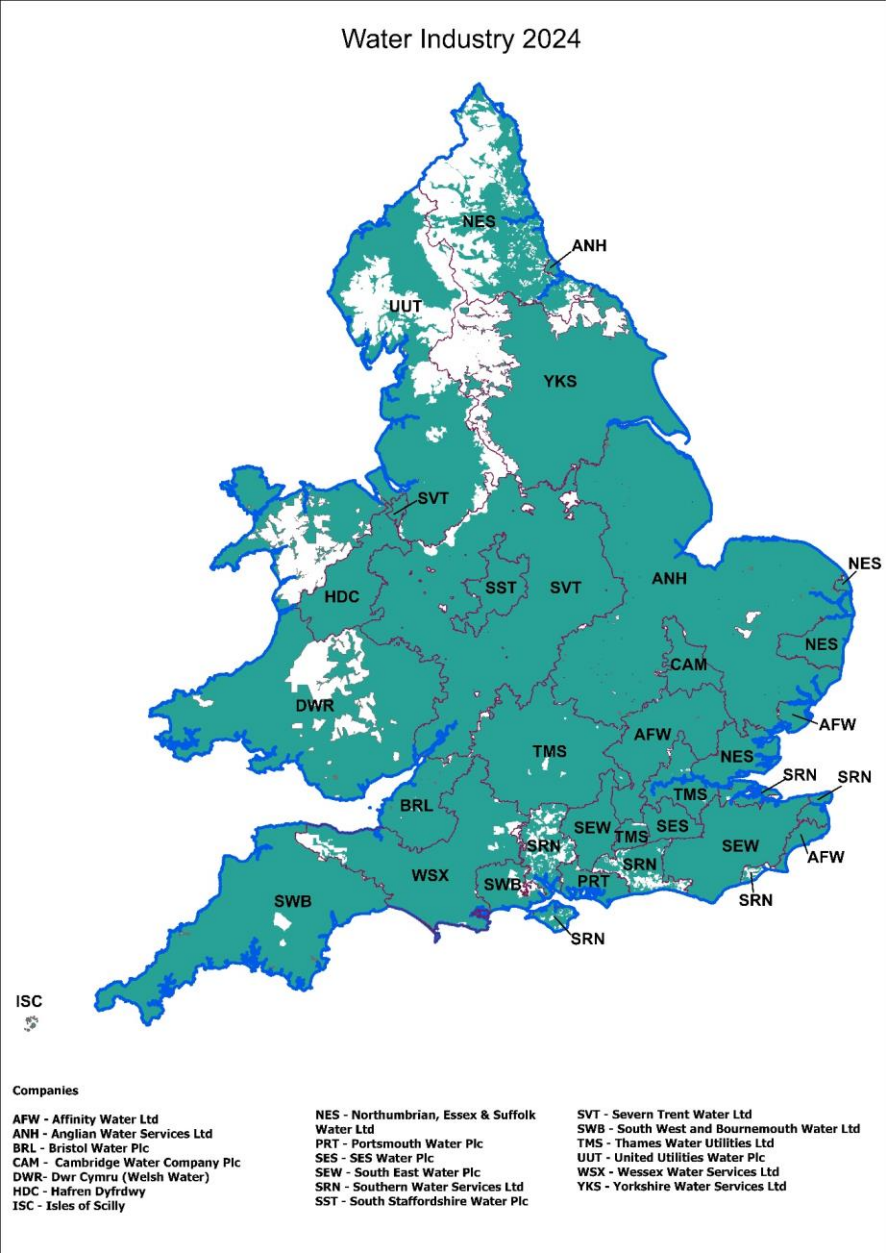 Water Industry 2024
NES
ANH
UUT
YKS
SVT
HDC
SST
SVT
ANH
NES
NES
CAM
DWR
AFW
AFW
TMS
NES
SRN
SRN
TMS
BRL
SEW
TMS
SES
SRN
SRN
SEW
AFW
WSX
SWB
PRT
SRN
SWB
SRN
ISC
Companies
AFW - Affinity Water Ltd
ANH - Anglian Water Services Ltd
BRL - Bristol Water Plc
CAM - Cambridge Water Company Plc
DWR- Dwr Cymru (Welsh Water)
HDC - Hafren Dyfrdwy
ISC - Isles of Scilly
NES - Northumbrian, Essex & Suffolk
Water Ltd
PRT - Portsmouth Water Plc
SES - SES Water Plc
SEW - South East Water Plc
SRN - Southern Water Services Ltd
SST - South Staffordshire Water Plc
SVT - Severn Trent Water Ltd
SWB - South West and Bournemouth Water Ltd
TMS - Thames Water Utilities Ltd
UUT - United Utilities Water Plc
WSX - Wessex Water Services Ltd
YKS - Yorkshire Water Services Ltd